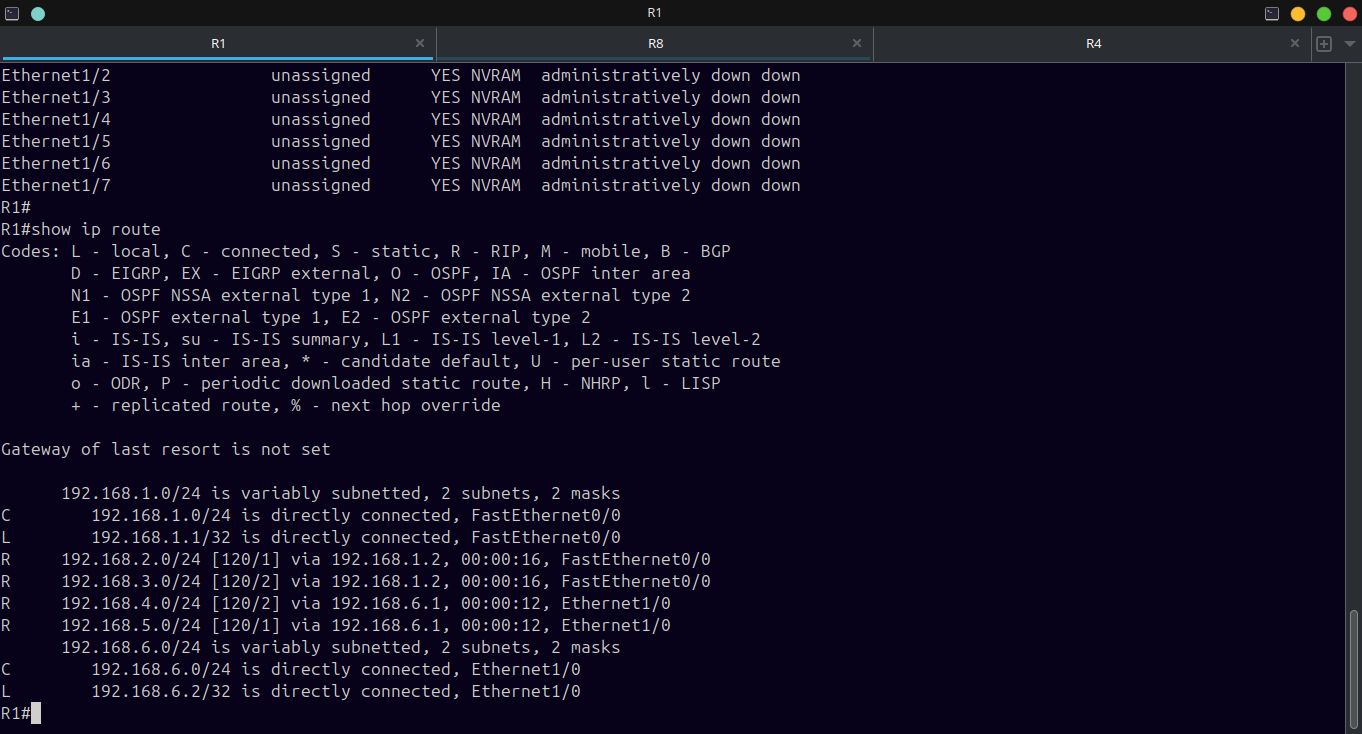 R1
R1 R8 R4
Ethernet1/2                unassigned      YES NVRAM  administratively down down
Ethernet1/3                unassigned      YES NVRAM  administratively down down
Ethernet1/4                unassigned      YES NVRAM  administratively down down
Ethernet1/5                unassigned      YES NVRAM  administratively down down
Ethernet1/6                unassigned      YES NVRAM  administratively down down
Ethernet1/7                unassigned      YES NVRAM  administratively down down
R1#
R1#show ip route
Codes: L - local, C - connected, S - static, R - RIP, M - mobile, B - BGP
       D - EIGRP, EX - EIGRP external, O - OSPF, IA - OSPF inter area
       N1 - OSPF NSSA external type 1, N2 - OSPF NSSA external type 2
       E1 - OSPF external type 1, E2 - OSPF external type 2
       i - IS-IS, su - IS-IS summary, L1 - IS-IS level-1, L2 - IS-IS level-2
       ia - IS-IS inter area, * - candidate default, U - per-user static route
       o - ODR, P - periodic downloaded static route, H - NHRP, l - LISP
       + - replicated route, % - next hop override
Gateway of last resort is not set
      192.168.1.0/24 is variably subnetted, 2 subnets, 2 masks
C        192.168.1.0/24 is directly connected, FastEthernet0/0
L        192.168.1.1/32 is directly connected, FastEthernet0/0
R     192.168.2.0/24 [120/1] via 192.168.1.2, 00:00:16, FastEthernet0/0
R     192.168.3.0/24 [120/2] via 192.168.1.2, 00:00:16, FastEthernet0/0
R     192.168.4.0/24 [120/2] via 192.168.6.1, 00:00:12, Ethernet1/0
R     192.168.5.0/24 [120/1] via 192.168.6.1, 00:00:12, Ethernet1/0
      192.168.6.0/24 is variably subnetted, 2 subnets, 2 masks
C        192.168.6.0/24 is directly connected, Ethernet1/0
L        192.168.6.2/32 is directly connected, Ethernet1/0
R1#